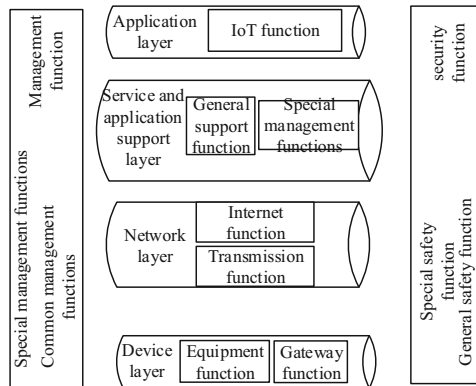 Management
function
Special management functions
Common management
functions
Application
layer
IoT function
Service and
application
support
layer
General
support
function
Special
management
functions
Network
layer
Internet
function
Transmission
function
Device
layer
Equipment
function
Gateway
function
security
function
Special safety
function
General safety function